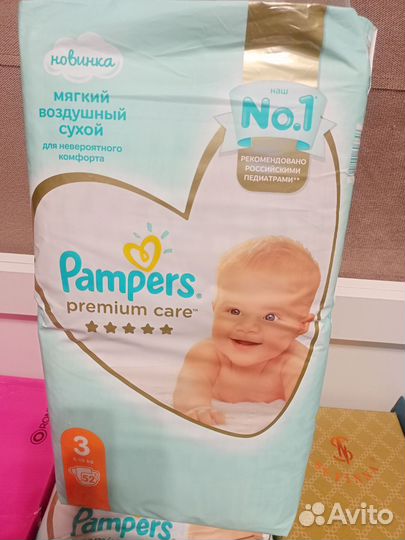 новинка
мягкий
воздушный
сухой
для невероятного
комфорта
наш
No.1
РЕКОМЕНДОВАНО
РОССИЙСКИМИ
ПЕДИАТРАМИ**
Pampers®
premium care™
3
52
Pampers
Avito